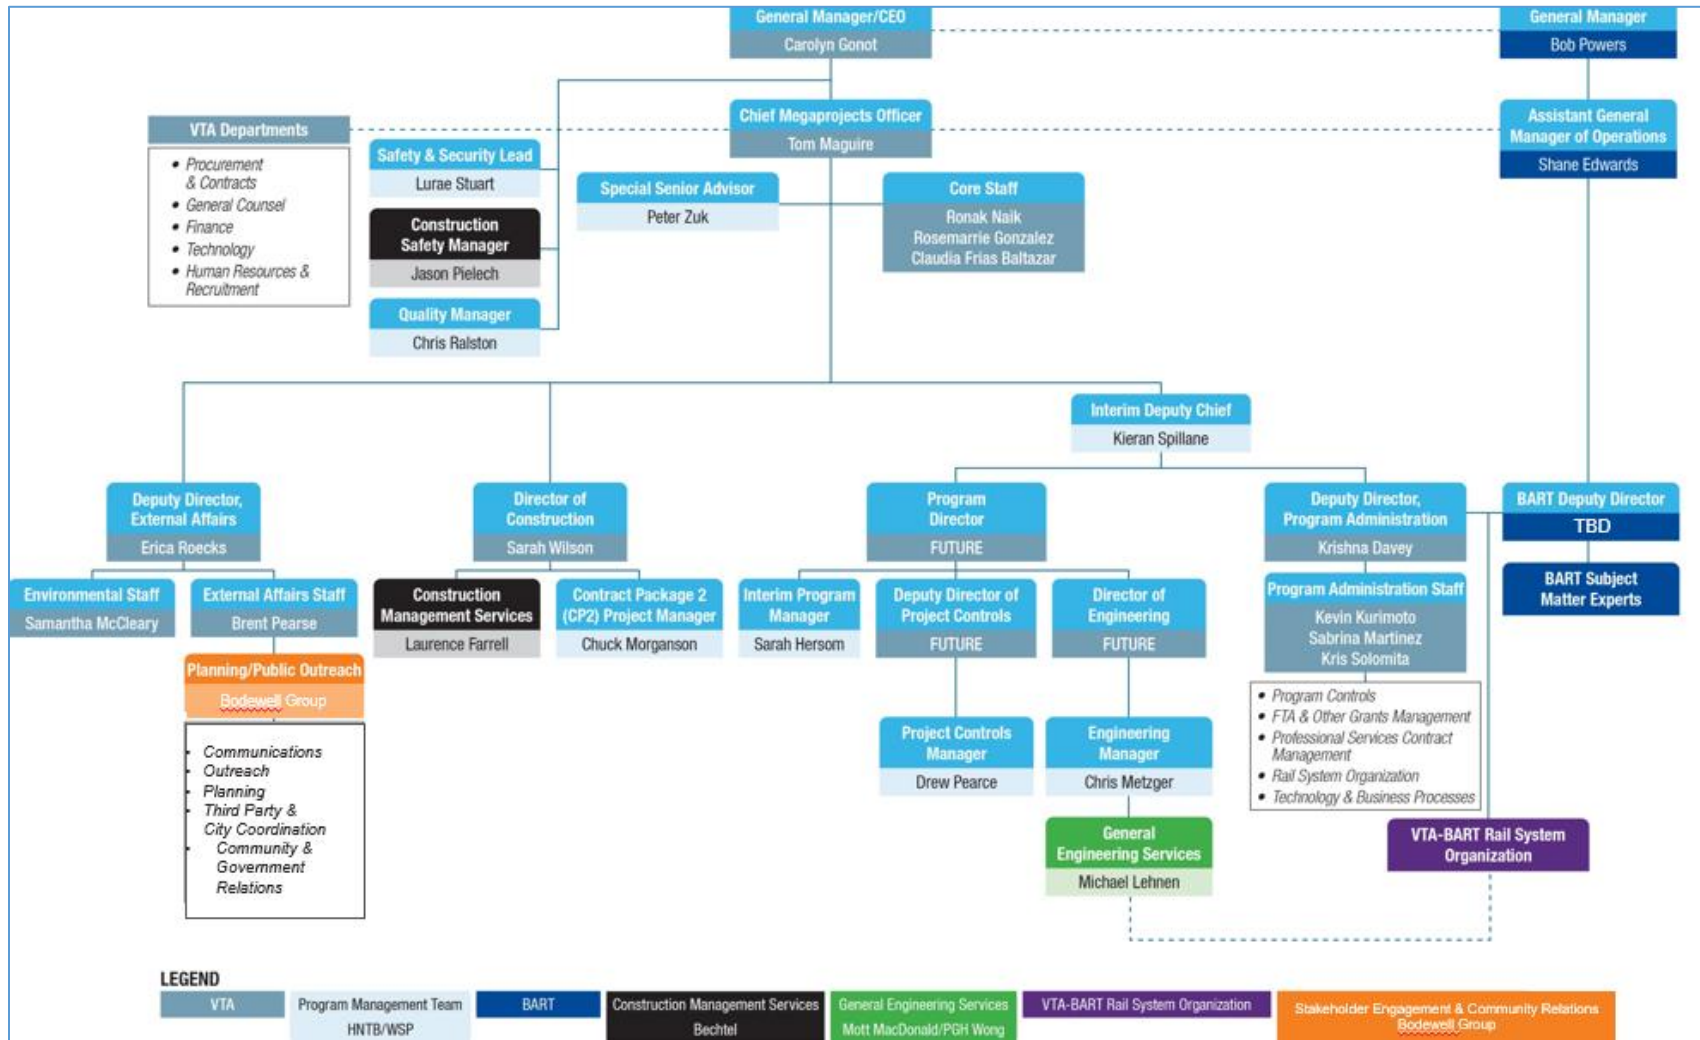 General Manager/CEO
Carolyn Gonot
General Manager
Bob Powers
VTA Departments
• Procurement
& Contracts
• General Counsel
• Finance
• Technology
• Human Resources &
Recruitment
Chief Megaprojects Officer
Tom Maguire
Assistant General
Manager of Operations
Shane Edwards
Safety & Security Lead
Lurae Stuart
Construction
Safety Manager
Jason Pielech
Quality Manager
Chris Ralston
Special Senior Advisor
Peter Zuk
Core Staff
Ronak Naik
Rosemarrie Gonzalez
Claudia Frias Baltazar
Interim Deputy Chief
Kieran Spillane
Deputy Director,
External Affairs
Erica Roecks
Director of
Construction
Sarah Wilson
Program
Director
FUTURE
Deputy Director,
Program Administration
Krishna Davey
BART Deputy Director
TBD
Environmental Staff
Samantha McCleary
External Affairs Staff
Brent Pearse
Construction
Management Services
Laurence Farrell
Contract Package 2
(CP2) Project Manager
Chuck Morganson
Interim Program
Manager
Sarah Hersom
Deputy Director of
Project Controls
FUTURE
Director of
Engineering
FUTURE
Program Administration Staff
Kevin Kurimoto
Sabrina Martinez
Kris Solomita
BART Subject
Matter Experts
Planning/Public Outreach
Bodewell Group
• Communications
• Outreach
• Planning
• Third Party &
City Coordination
• Community &
Government
Relations
Project Controls
Manager
Drew Pearce
Engineering
Manager
Chris Metzger
• Program Controls
• FTA & Other Grants Management
• Professional Services Contract
Management
• Rail System Organization
• Technology & Business Processes
General
Engineering Services
Michael Lehnen
VTA-BART Rail System
Organization
LEGEND
VTA
Program Management Team
HNTB/WSP
BART
Construction Management Services
Bechtel
General Engineering Services
Mott MacDonald/PGH Wong
VTA-BART Rail System Organization
Stakeholder Engagement & Community Relations
Bodewell Group